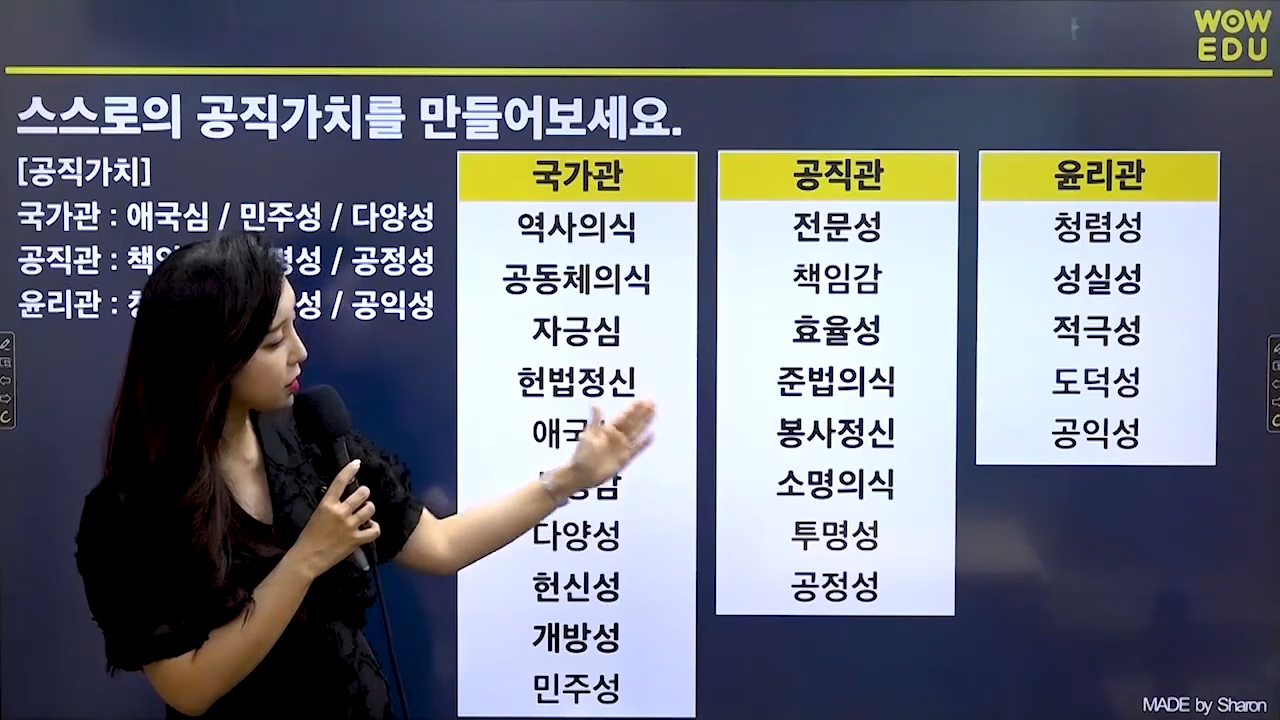 WOW
EDU
스스로의 공직가치를 만들어보세요.
[공직가치]
국가관 : 애국심 / 민주성 / 다양성
공직관 : / 공정성
윤리관 : / 공익성
국가관
역사의식
공동체의식
자긍심
헌법정신
다양성
헌신성
개방성
민주성
공직관
전문성
책임감
효율성
준법의식
봉사정신
소명의식
투명성
공정성
윤리관
청렴성
성실성
적극성
도덕성
공익성
MADE by Sharon